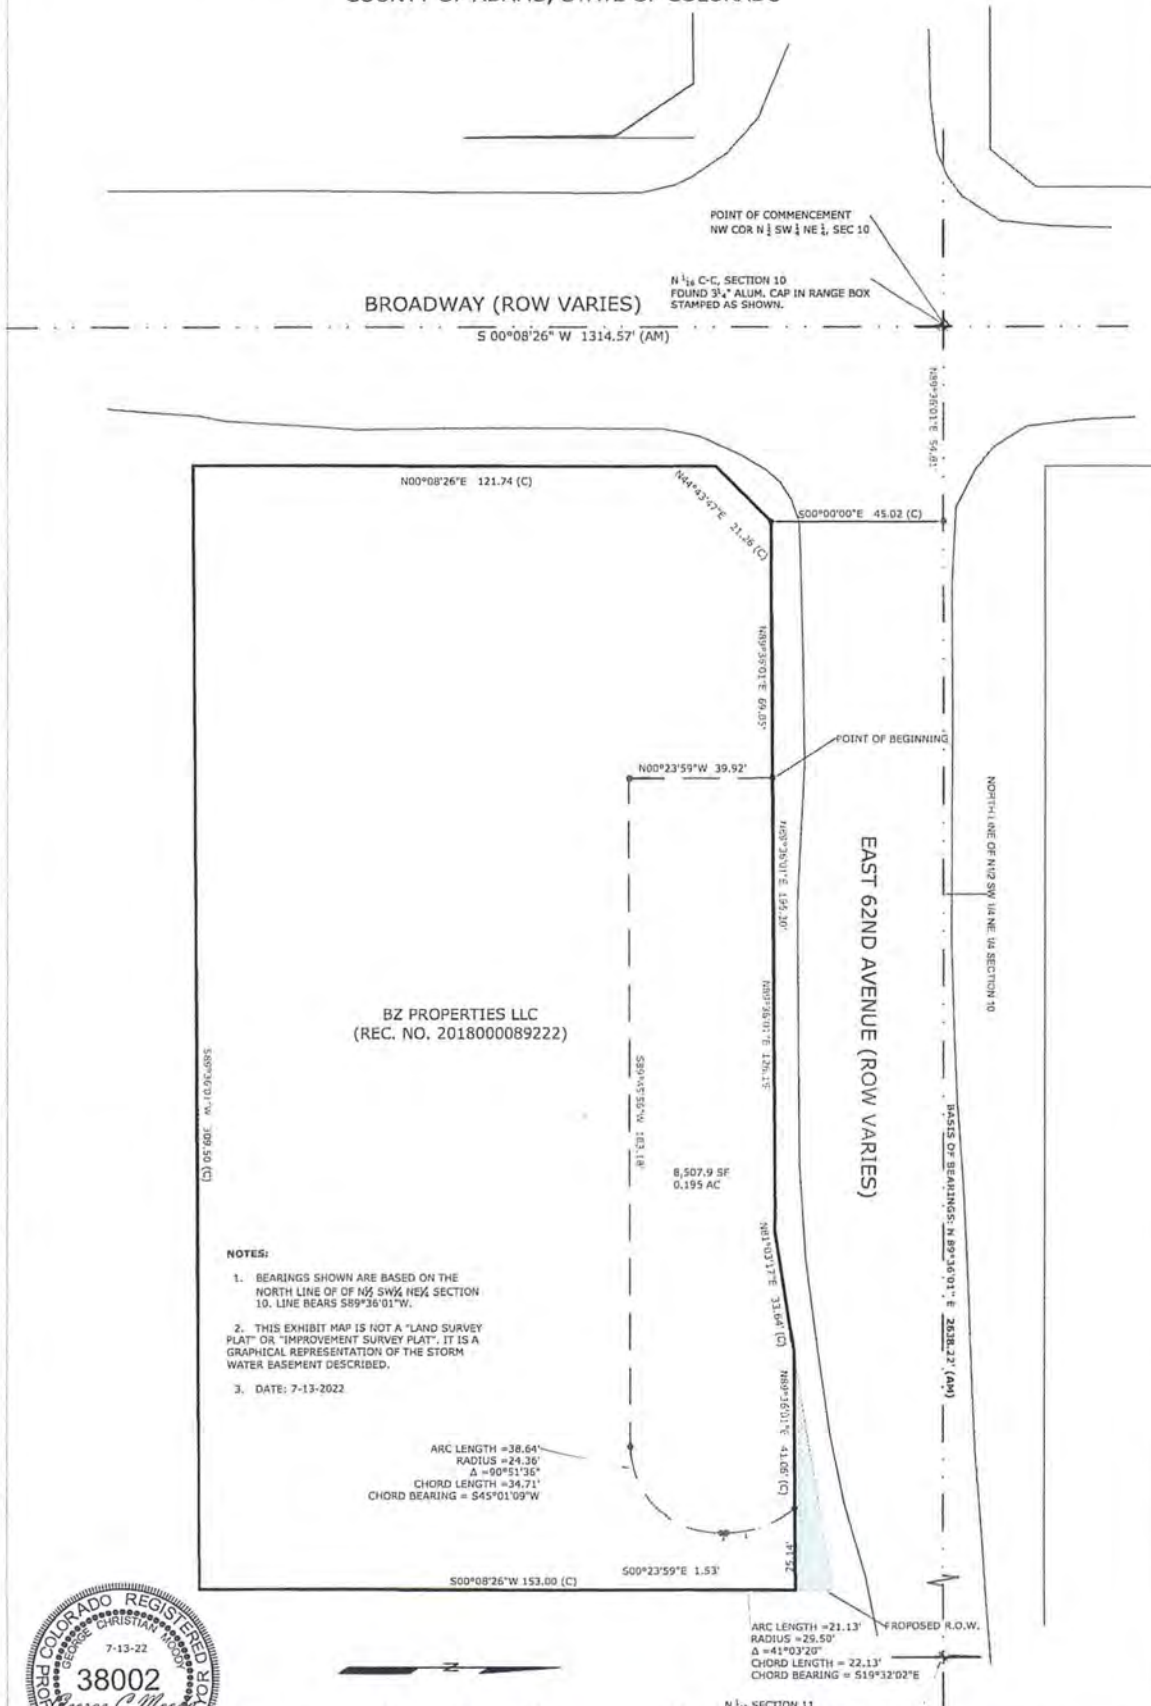 POINT OF COMMENCEMENT
NW COR N ½ SW ¼ NE ¼, SEC 10
N 1/16 C-C, SECTION 10
FOUND 3¼" ALUM. CAP IN RANGE BOX
STAMPED AS SHOWN.
BROADWAY (ROW VARIES)
S 00°08'26" W 1314.57' (AM)
N89°36'01"E 54.81'
N00°08'26"E 121.74 (C)
N44°43'47"E 21.26 (C)
S00°00'00"E 45.02 (C)
N89°36'01"E 69.85'
POINT OF BEGINNING
N00°23'59"W 39.92'
N89°36'01"E 195.30'
NORTH LINE OF N1/2 SW 1/4 NE 1/4 SECTION 10
EAST 62ND AVENUE (ROW VARIES)
N89°36'01"E 126.15'
BZ PROPERTIES LLC
(REC. NO. 2018000089222)
S89°36'01"W 309.50 (C)
S89°45'56"W 183.18'
8,507.9 SF
0.195 AC
BASIS OF BEARINGS: N 89°36'01" E 2638.22' (AM)
N81°03'17"E 33.64' (C)
NOTES:
1. BEARINGS SHOWN ARE BASED ON THE
NORTH LINE OF OF N½ SW¼ NE¼ SECTION
10. LINE BEARS S89°36'01"W.
2. THIS EXHIBIT MAP IS NOT A "LAND SURVEY
PLAT" OR "IMPROVEMENT SURVEY PLAT". IT IS A
GRAPHICAL REPRESENTATION OF THE STORM
WATER EASEMENT DESCRIBED.
3. DATE: 7-13-2022
N89°36'01"E 41.06' (C)
ARC LENGTH =38.64'
RADIUS =24.36'
Δ =90°51'36"
CHORD LENGTH =34.71'
CHORD BEARING = S45°01'09"W
25.14'
S00°23'59"E 1.53'
S00°08'26"W 153.00 (C)
ARC LENGTH =21.13'
RADIUS =29.50'
Δ =41°03'20"
CHORD LENGTH = 22.13'
CHORD BEARING = S19°32'02"E
PROPOSED R.O.W.
COLORADO REGISTERED
GEORGE CHRISTIAN MOODY
7-13-22
38002
N